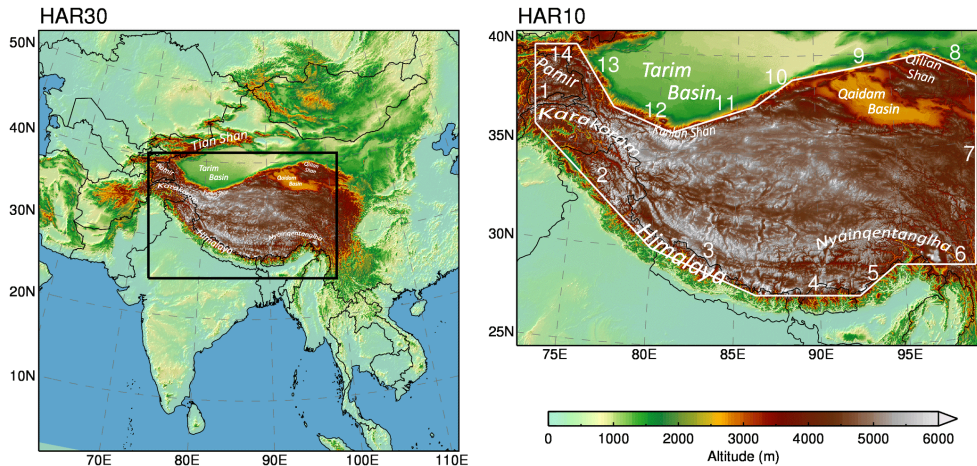 HAR30
50N
40N
30N
20N
10N
70E
80E
90E
100E
110E
Tian Shan
Pamir
Tarim
Basin
Qilian
Shan
Qaidam
Basin
Karakoram
Kunlun Shan
Himalaya
Nyainqentanglha
HAR10
40N
35N
30N
25N
75E
80E
85E
90E
95E
14
13
Pamir
1
Tarim
Basin
12
11
10
9
8
Qilian
Shan
Qaidam
Basin
Kunlun Shan
Karakoram
7
2
Himalaya
3
4
5
Nyainqentanglha
6
0
1000
2000
3000
4000
5000
6000
Altitude (m)